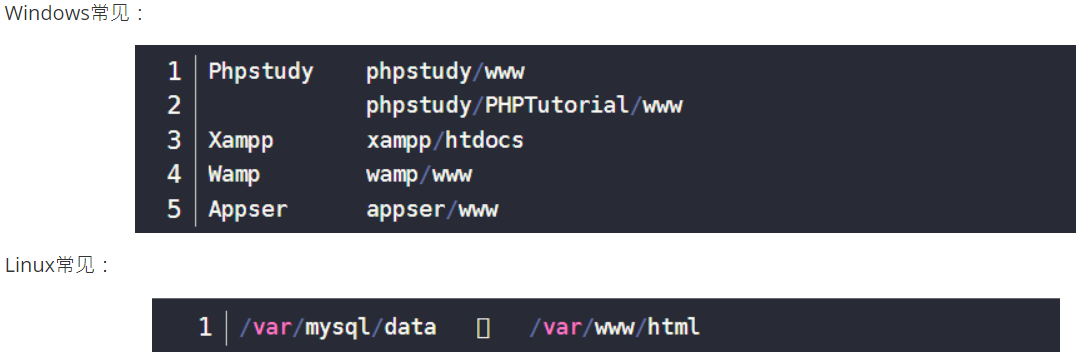 Windows常见：
1 Phpstudy phpstudy/www
2 phpstudy/PHPTutorial/www
3 Xampp xampp/htdocs
4 Wamp wamp/www
5 Appser appser/www
Linux常见：
1 /var/mysql/data ▯ /var/www/html